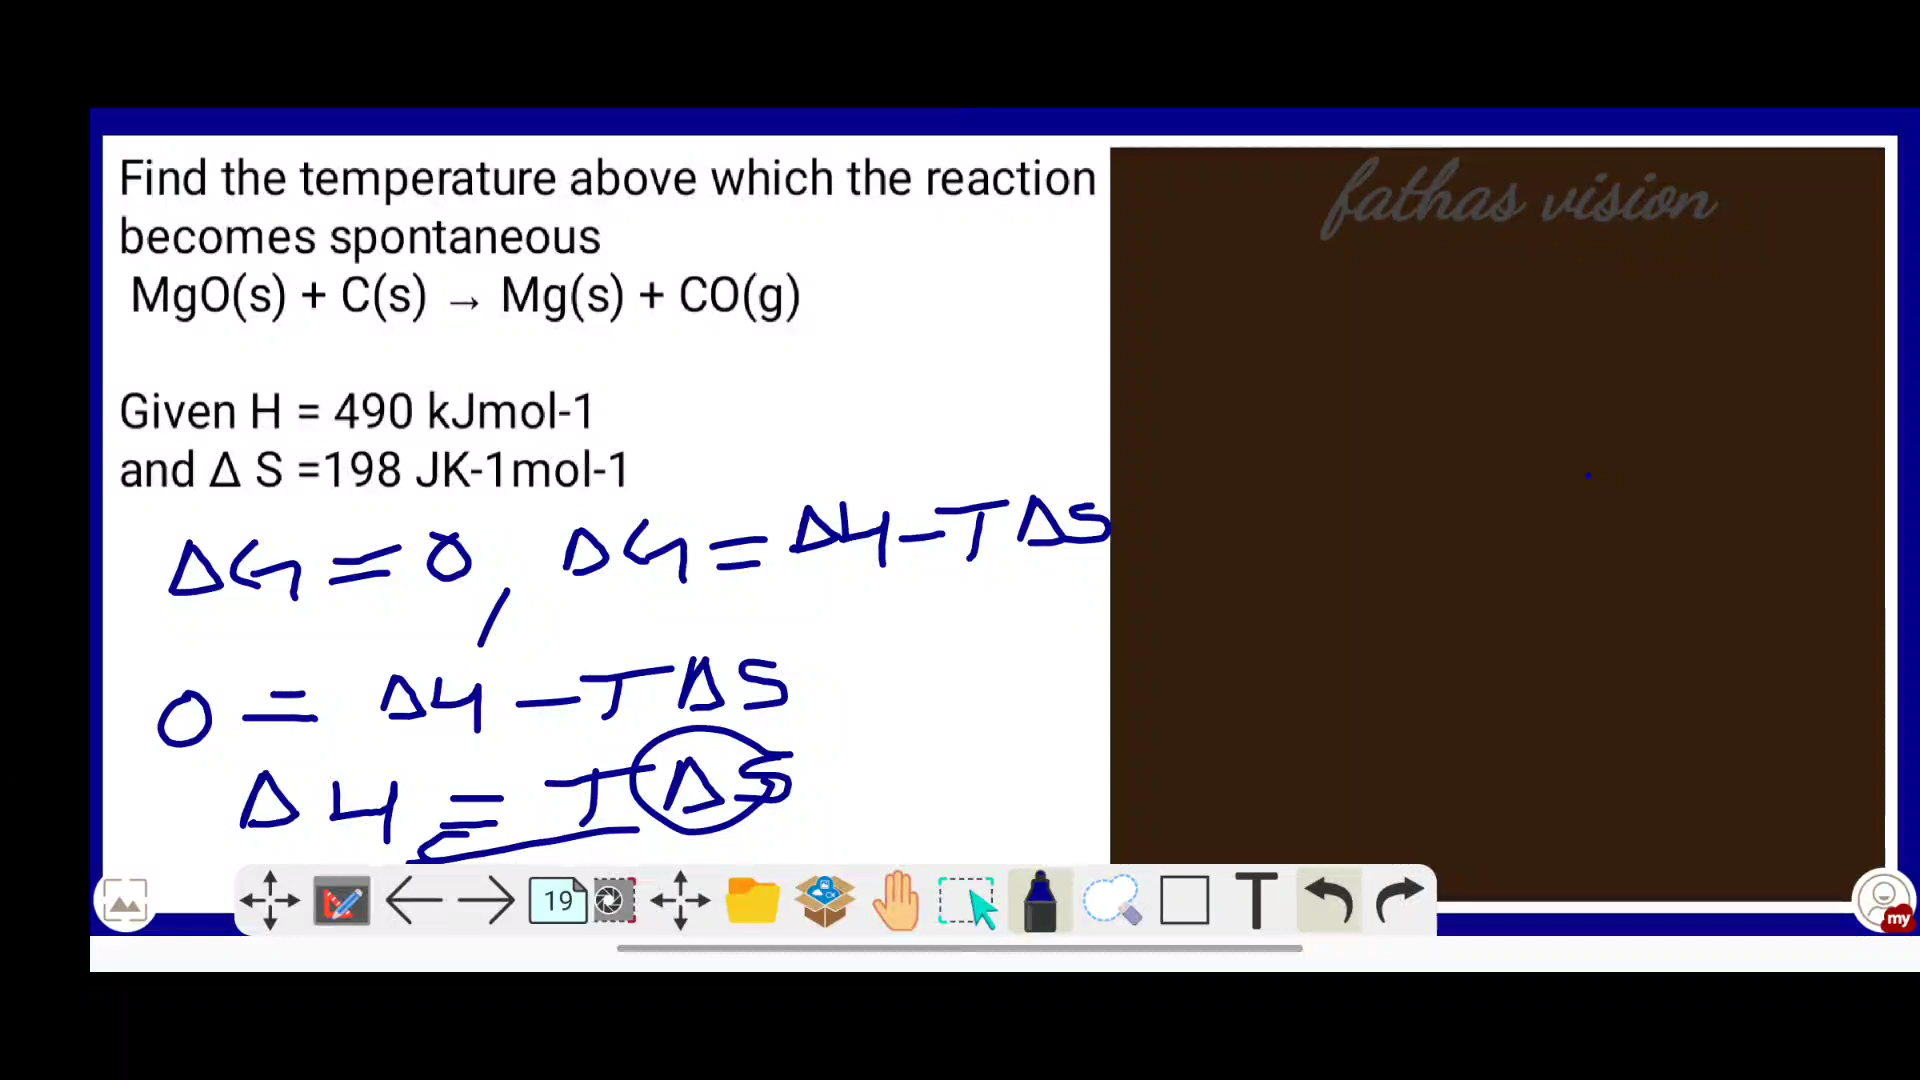 Find the temperature above which the reaction
becomes spontaneous
MgO(s) + C(s) → Mg(s) + CO(g)
Given H = 490 kJmol-1
and Δ S =198 JK-1mol-1
ΔG = 0, ΔG = ΔH - TΔS
0 = ΔH - TΔS
ΔH = TΔS
fathas vision
19
T
my